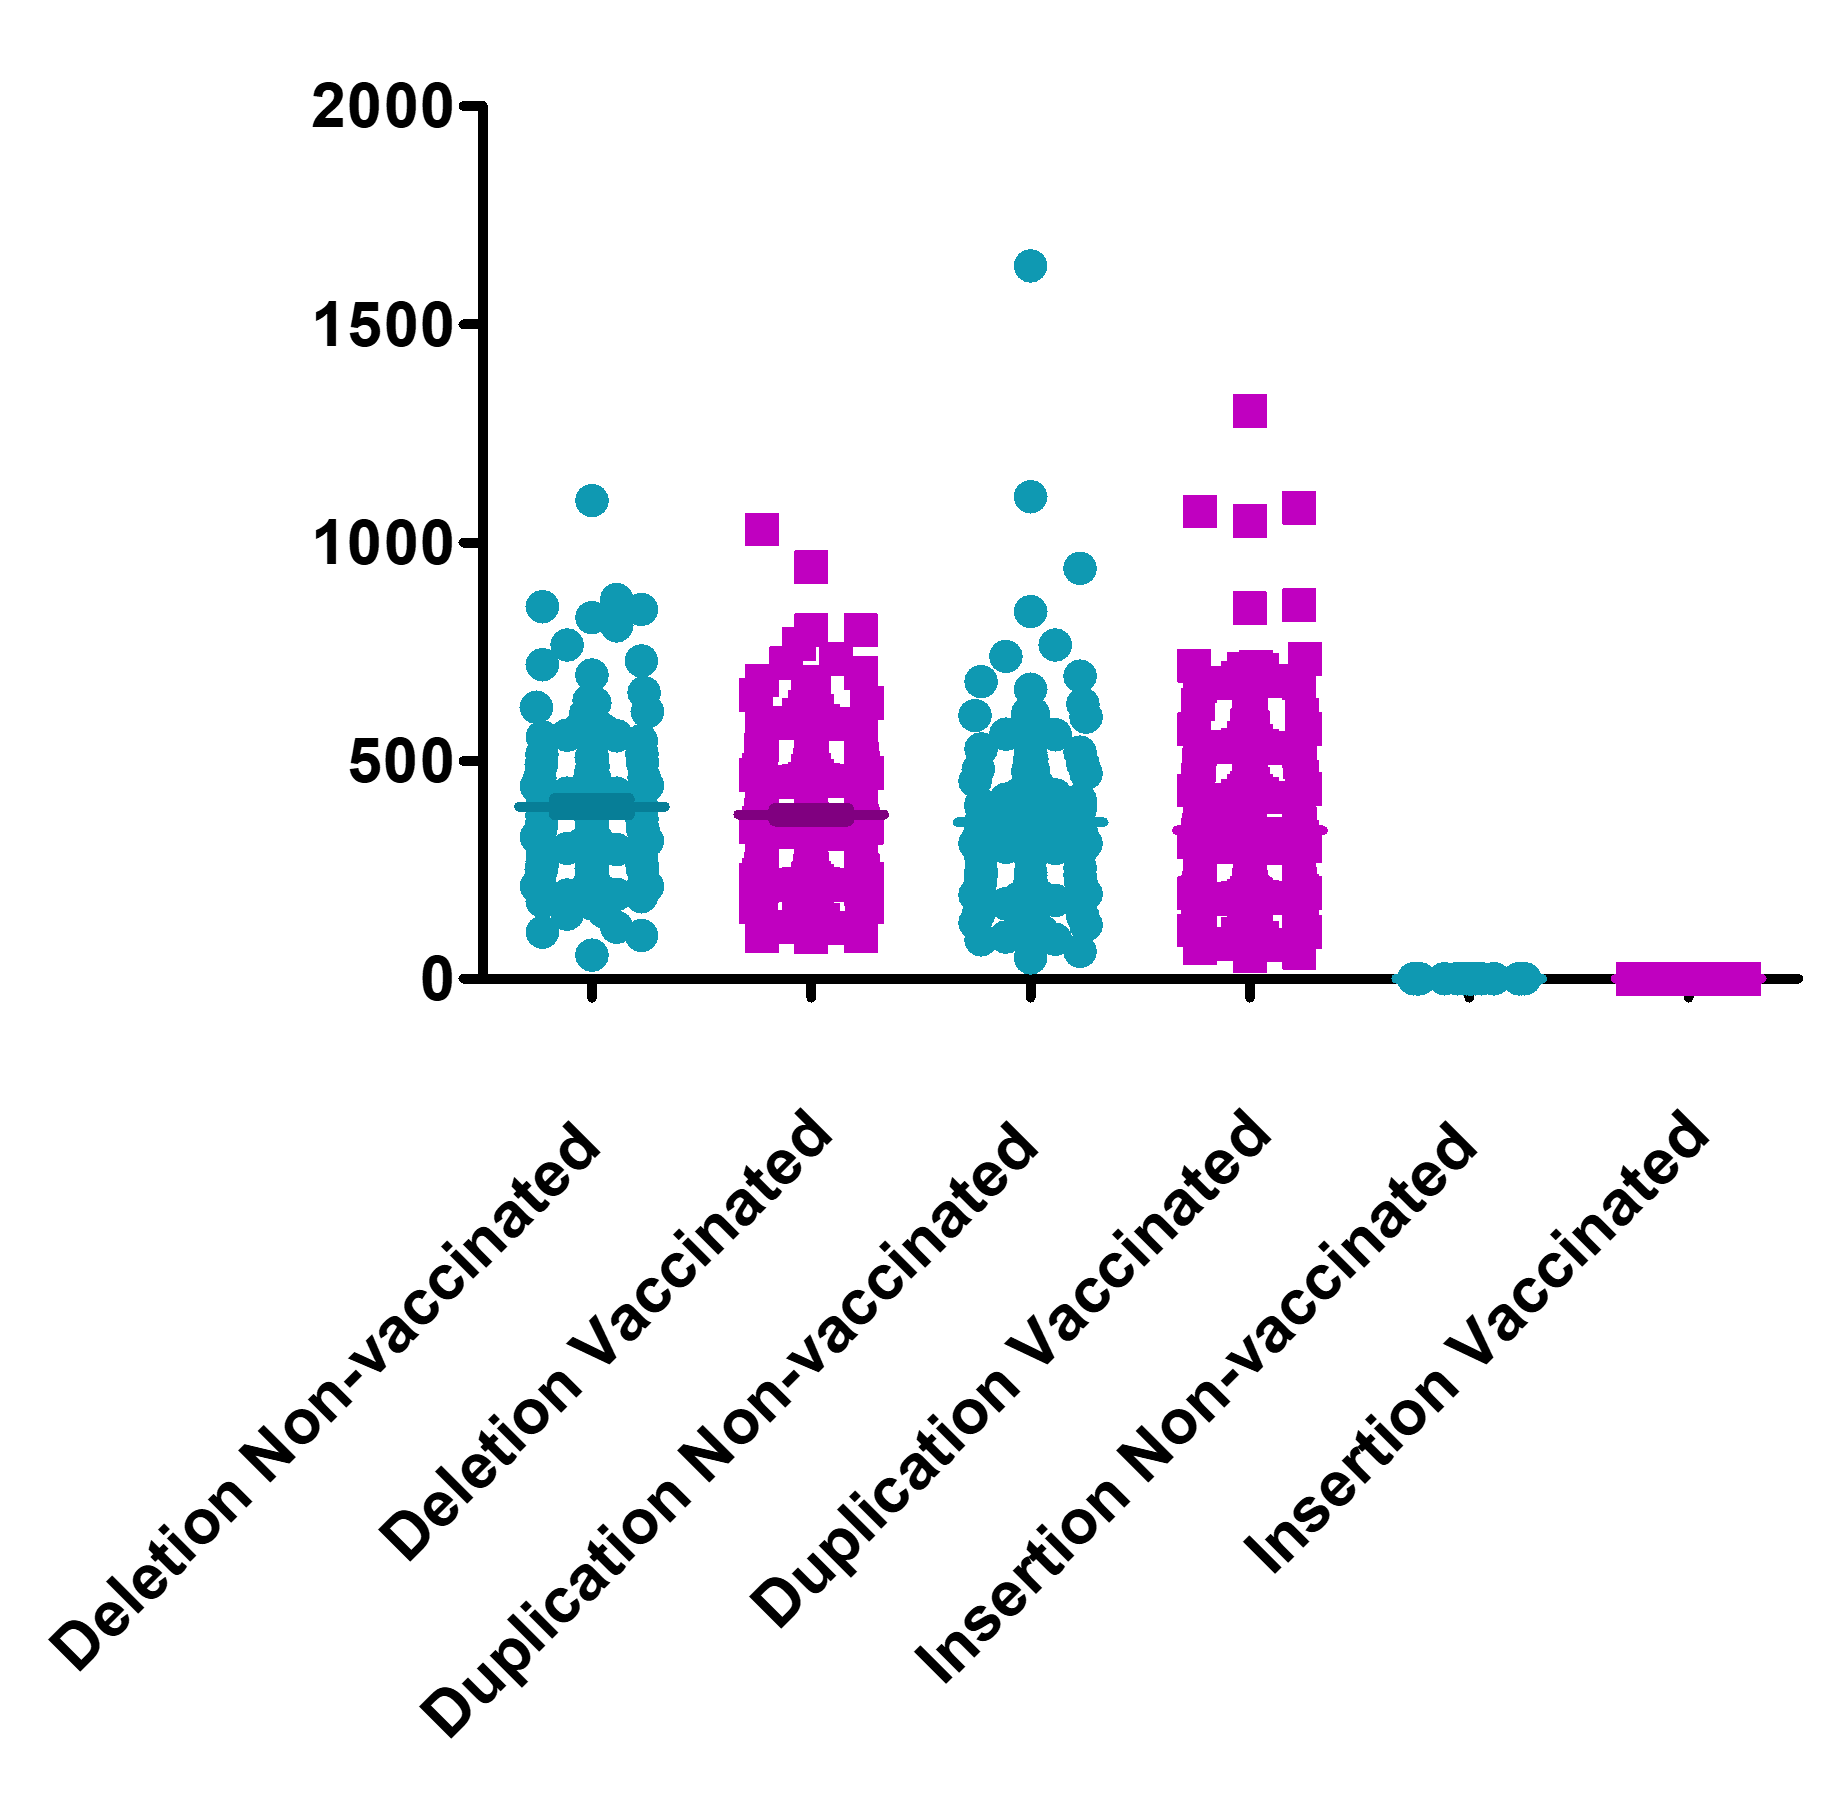 2000
1500
1000
500
0
Deletion Non-vaccinated
Deletion Vaccinated
Duplication Non-vaccinated
Duplication Vaccinated
Insertion Non-vaccinated
Insertion Vaccinated